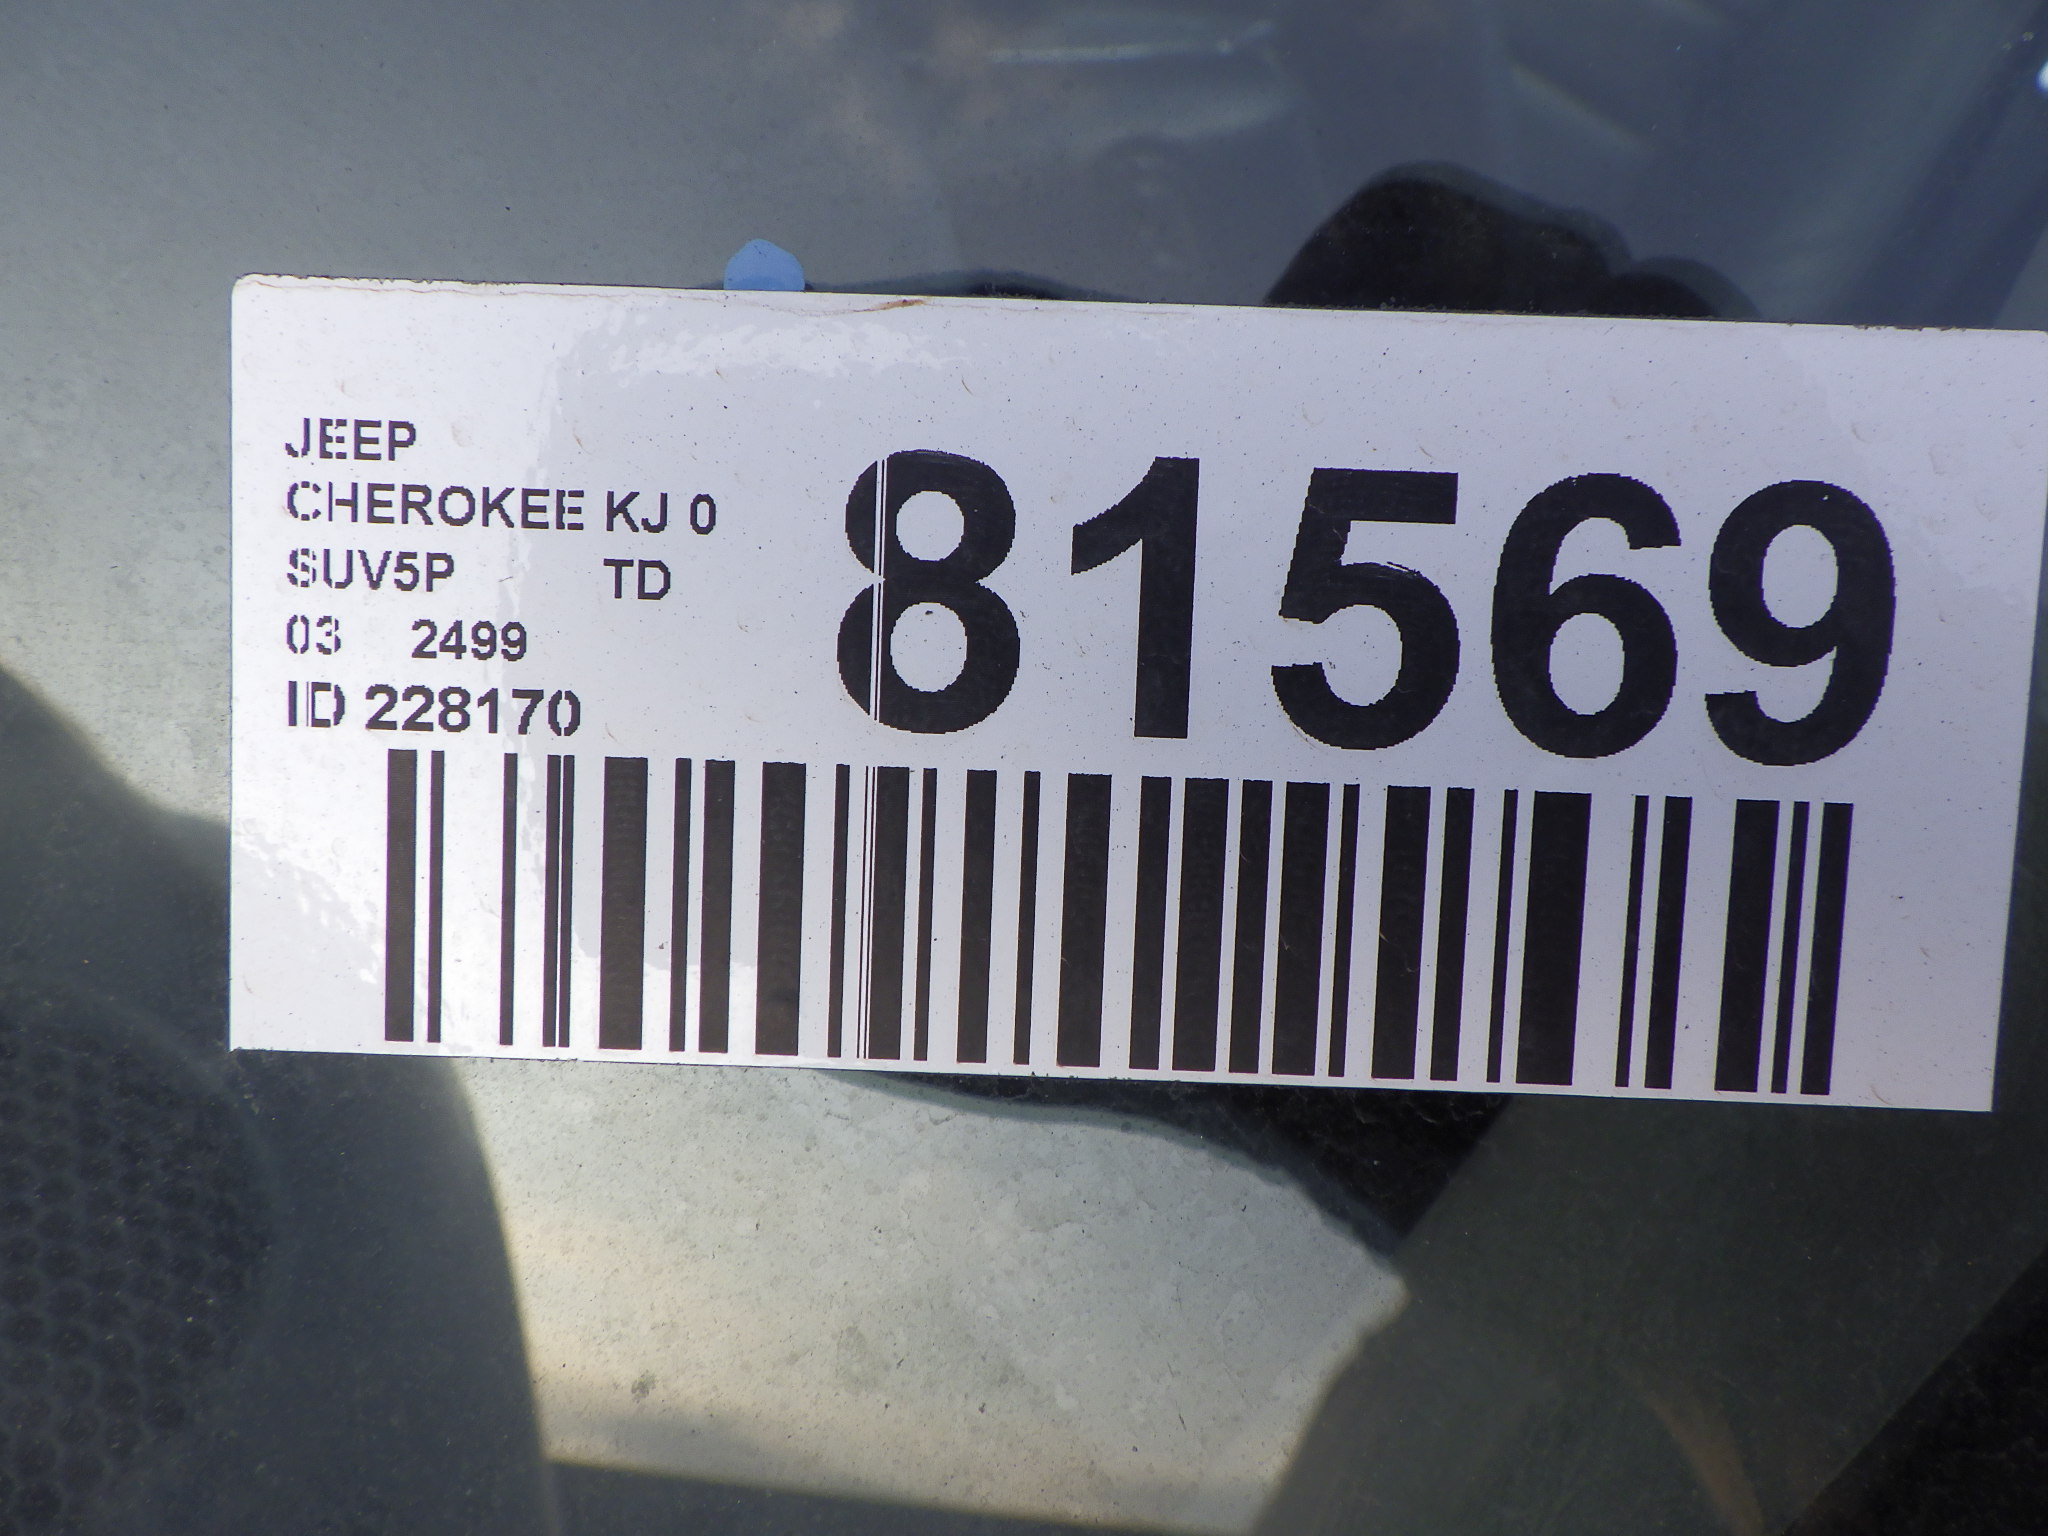 JEEP
CHEROKEE KJ 0
SUV5P TD
03 2499
ID 228170
81569